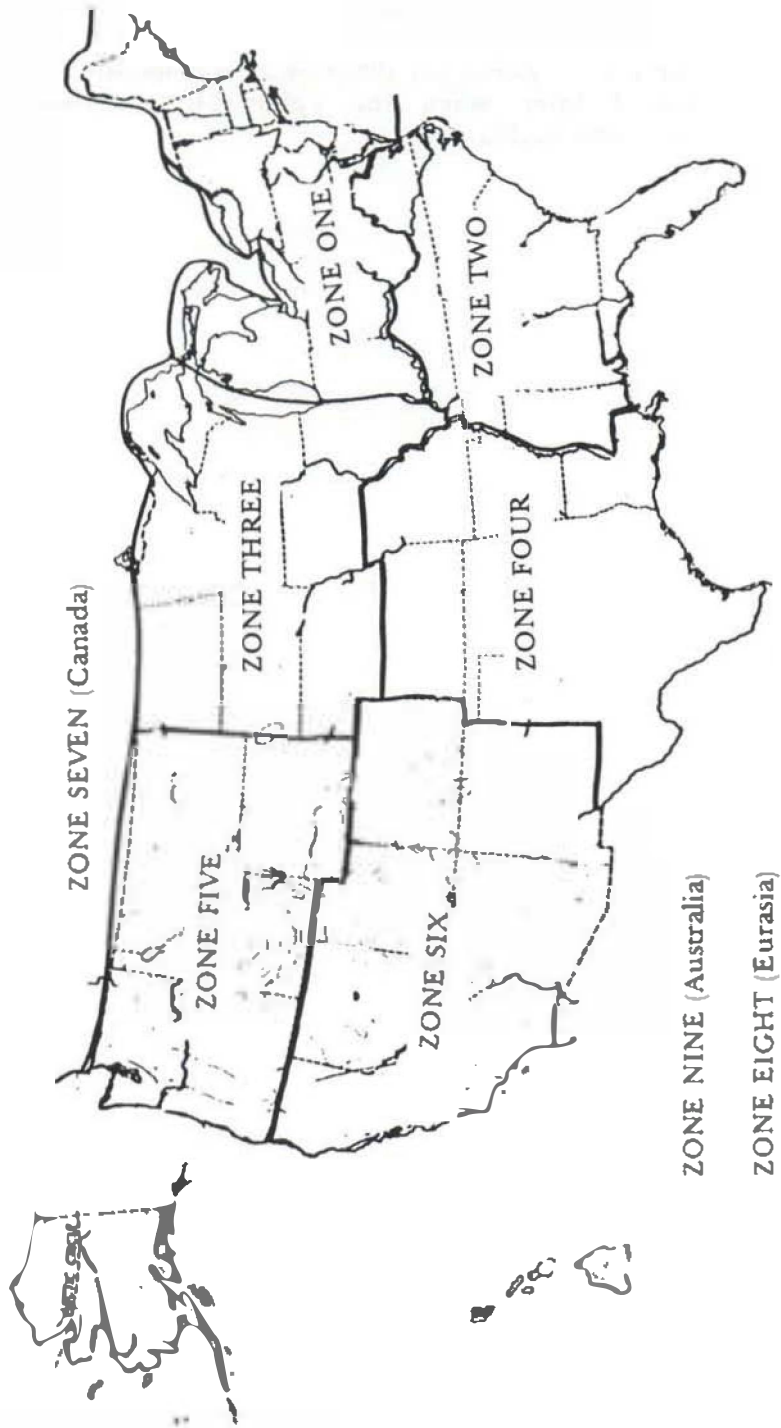 ZONE SEVEN (Canada)
ZONE FIVE
ZONE THREE
ZONE ONE
ZONE SIX
ZONE FOUR
ZONE TWO
ZONE NINE (Australia)
ZONE EIGHT (Eurasia)